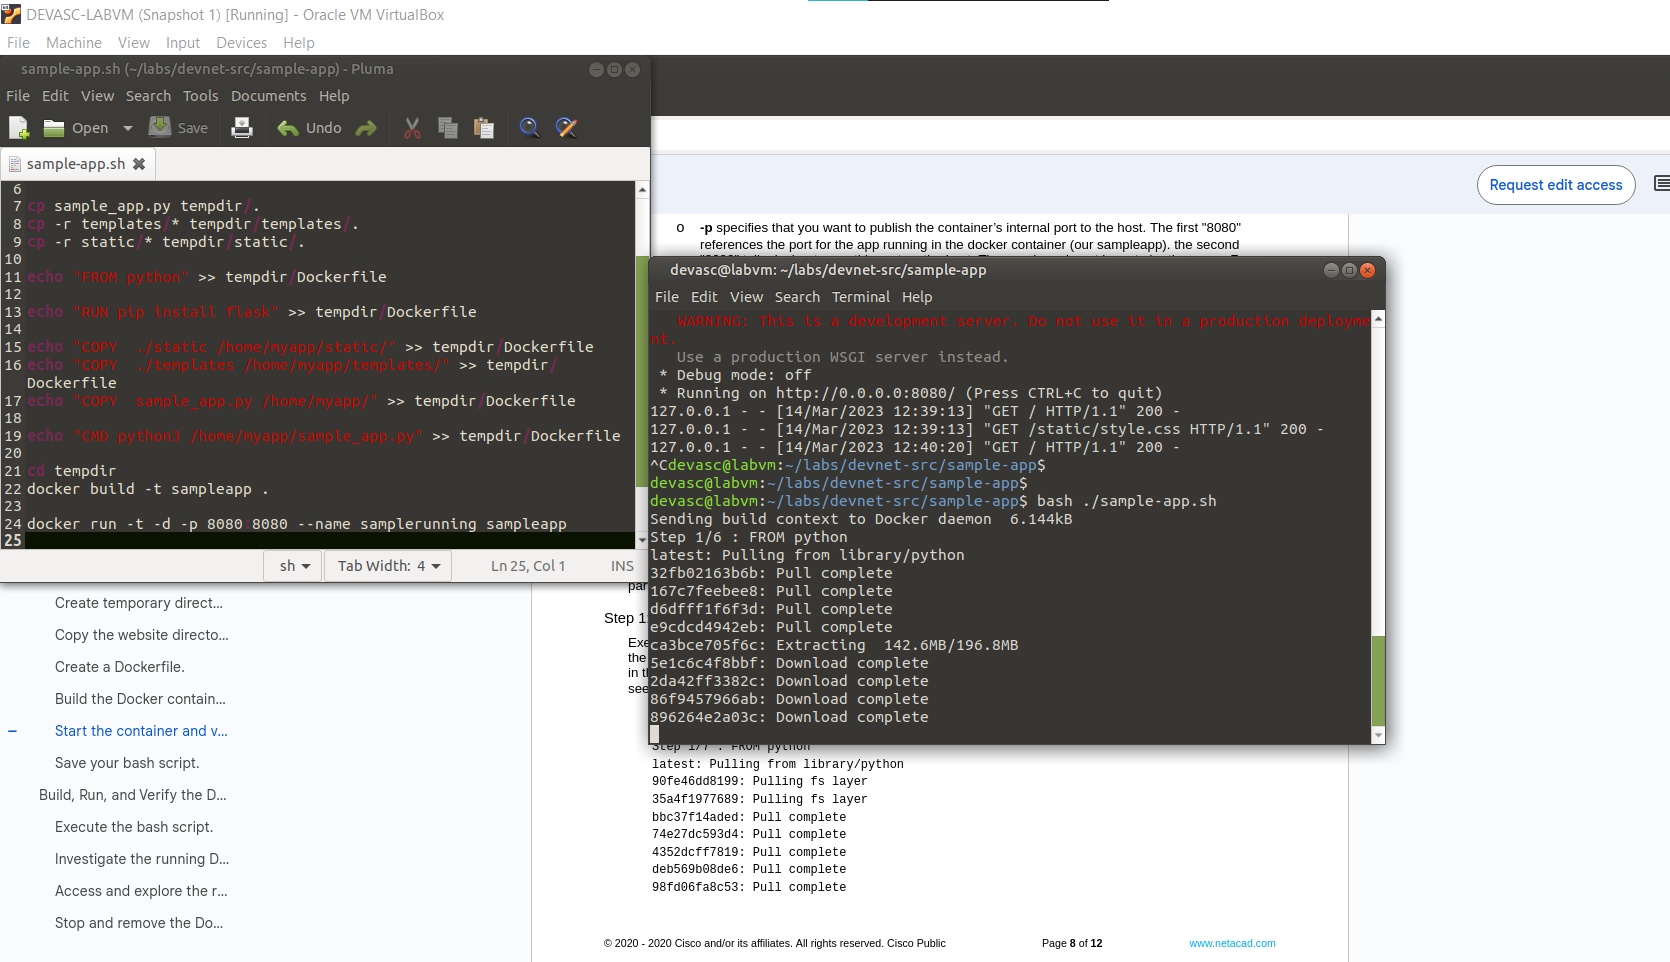 DEVASC-LABVM (Snapshot 1) [Running] - Oracle VM VirtualBox
File Machine View Input Devices Help
sample-app.sh (~/labs/devnet-src/sample-app) - Pluma
File Edit View Search Tools Documents Help
Open Save Undo
sample-app.sh
6
7 cp sample_app.py tempdir/.
8 cp -r templates/* tempdir/templates/.
9 cp -r static/* tempdir/static/.
10
11 echo "FROM python" >> tempdir/Dockerfile
12
13 echo "RUN pip install flask" >> tempdir/Dockerfile
14
15 echo "COPY  ./static /home/myapp/static/" >> tempdir/Dockerfile
16 echo "COPY  ./templates /home/myapp/templates/" >> tempdir/
Dockerfile
17 echo "COPY  sample_app.py /home/myapp/" >> tempdir/Dockerfile
18
19 echo "CMD python3 /home/myapp/sample_app.py" >> tempdir/Dockerfile
20
21 cd tempdir
22 docker build -t sampleapp .
23
24 docker run -t -d -p 8080:8080 --name samplerunning sampleapp
25
sh Tab Width: 4 Ln 25, Col 1 INS
Create temporary direct...
Copy the website directo...
Create a Dockerfile.
Build the Docker contain...
Start the container and v...
Save your bash script.
Build, Run, and Verify the D...
Execute the bash script.
Investigate the running D...
Access and explore the r...
Stop and remove the Do...
Request edit access
o -p specifies that you want to publish the container's internal port to the host. The first "8080"
references the port for the app running in the docker container (our sampleapp). the second
devasc@labvm: ~/labs/devnet-src/sample-app
File Edit View Search Terminal Help
WARNING: This is a development server. Do not use it in a production deployme
nt.
Use a production WSGI server instead.
* Debug mode: off
* Running on http://0.0.0.0:8080/ (Press CTRL+C to quit)
127.0.0.1 - - [14/Mar/2023 12:39:13] "GET / HTTP/1.1" 200 -
127.0.0.1 - - [14/Mar/2023 12:39:13] "GET /static/style.css HTTP/1.1" 200 -
127.0.0.1 - - [14/Mar/2023 12:40:20] "GET / HTTP/1.1" 200 -
^Cdevasc@labvm:~/labs/devnet-src/sample-app$
devasc@labvm:~/labs/devnet-src/sample-app$
devasc@labvm:~/labs/devnet-src/sample-app$ bash ./sample-app.sh
Sending build context to Docker daemon  6.144kB
Step 1/6 : FROM python
latest: Pulling from library/python
32fb02163b6b: Pull complete
167c7feebee8: Pull complete
d6dfff1f6f3d: Pull complete
e9cdcd4942eb: Pull complete
ca3bce705f6c: Extracting  142.6MB/196.8MB
5e1c6c4f8bbf: Download complete
2da42ff3382c: Download complete
86f9457966ab: Download complete
896264e2a03c: Download complete
par
Step 1
Exe
the
in t
see
Step 1/7 : FROM python
latest: Pulling from library/python
90fe46dd8199: Pulling fs layer
35a4f1977689: Pulling fs layer
bbc37f14aded: Pull complete
74e27dc593d4: Pull complete
4352dcff7819: Pull complete
deb569b08de6: Pull complete
98fd06fa8c53: Pull complete
© 2020 - 2020 Cisco and/or its affiliates. All rights reserved. Cisco Public Page 8 of 12 www.netacad.com